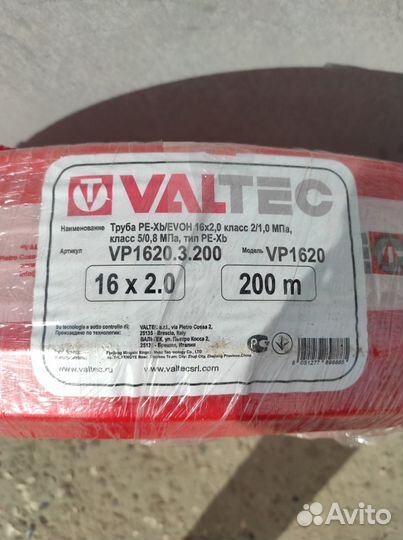 VALTEC
Наименование Труба PE-Xb/EVOH 16x2,0 класс 2/1,0 МПа,
класс 5/0,8 МПа, тип PE-Xb
Артикул VP1620.3.200 Модель VP1620
16 x 2.0 200 m
Su tecnologia e sotto controllo di: VALTEC s.r.l., via Pietro Cossa 2,
Произведено по технологии: 25135 - Brescia, Italy
ВАЛЬТЕК, ул. Пьетро Косса 2,
Брешия, Италия
www.valtec.ru www.valtecsrl.com
Avito